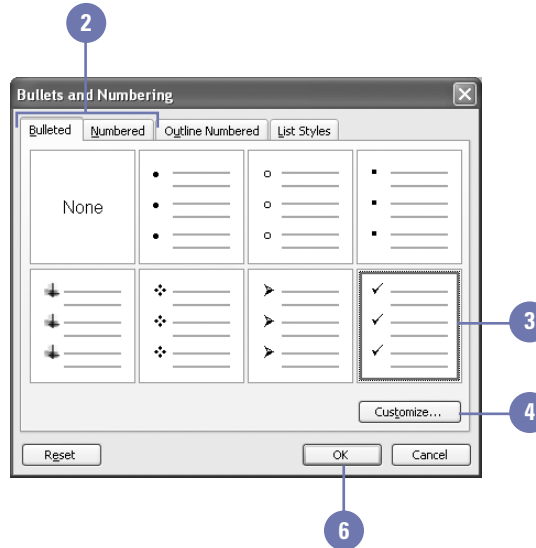 2
Bullets and Numbering
Bulleted Numbered Outline Numbered List Styles
None
3
Customize...
4
Reset OK Cancel
6